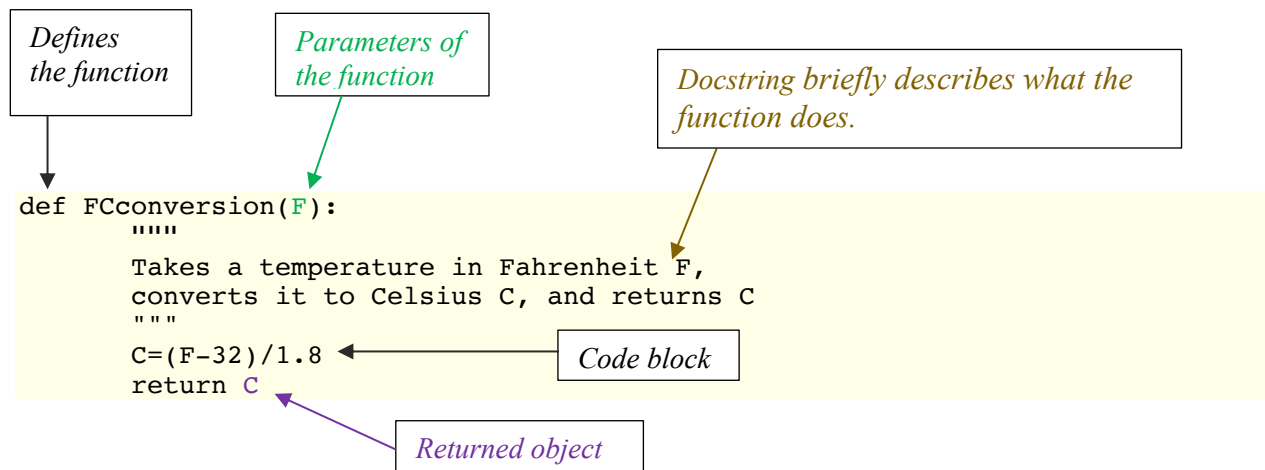 Defines
the function
Parameters of
the function
Docstring briefly describes what the
function does.
def FCconversion(F):
"""
Takes a temperature in Fahrenheit F,
converts it to Celsius C, and returns C
"""
C=(F-32)/1.8
Code block
return C
Returned object